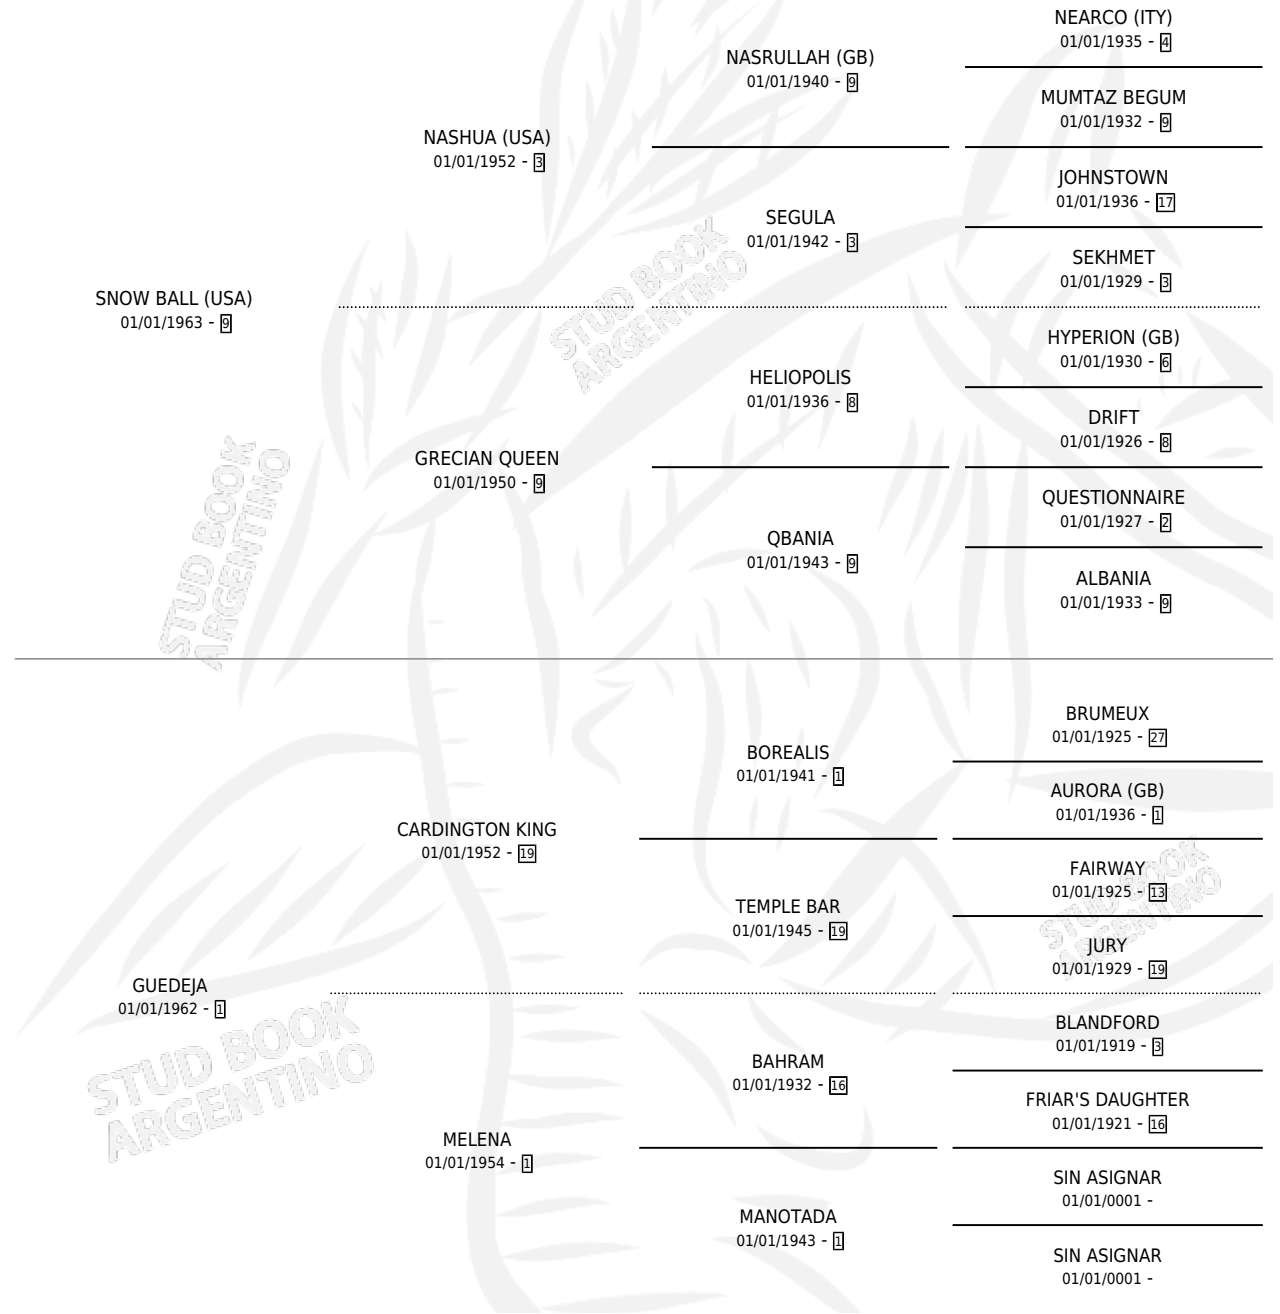 NEARCO (ITY)
01/01/1935 - 4
NASRULLAH (GB)
01/01/1940 - 9
MUMTAZ BEGUM
01/01/1932 - 9
NASHUA (USA)
01/01/1952 - 3
JOHNSTOWN
01/01/1936 - 17
SEGULA
01/01/1942 - 3
SEKHMET
01/01/1929 - 3
SNOW BALL (USA)
01/01/1963 - 9
HYPERION (GB)
01/01/1930 - 6
HELIOPOLIS
01/01/1936 - 8
DRIFT
01/01/1926 - 8
GRECIAN QUEEN
01/01/1950 - 9
QUESTIONNAIRE
01/01/1927 - 2
QBANIA
01/01/1943 - 9
ALBANIA
01/01/1933 - 9
BRUMEUX
01/01/1925 - 27
BOREALIS
01/01/1941 - 1
AURORA (GB)
01/01/1936 - 1
CARDINGTON KING
01/01/1952 - 19
FAIRWAY
01/01/1925 - 13
TEMPLE BAR
01/01/1945 - 19
JURY
01/01/1929 - 19
GUEDEJA
01/01/1962 - 1
BLANDFORD
01/01/1919 - 3
BAHRAM
01/01/1932 - 16
FRIAR'S DAUGHTER
01/01/1921 - 16
MELENA
01/01/1954 - 1
SIN ASIGNAR
01/01/0001 -
MANOTADA
01/01/1943 - 1
SIN ASIGNAR
01/01/0001 -
STUD BOOK
ARGENTINO
STUD BOOK
ARGENTINO
STUD BOOK
ARGENTINO
STUD BOOK
ARGENTINO